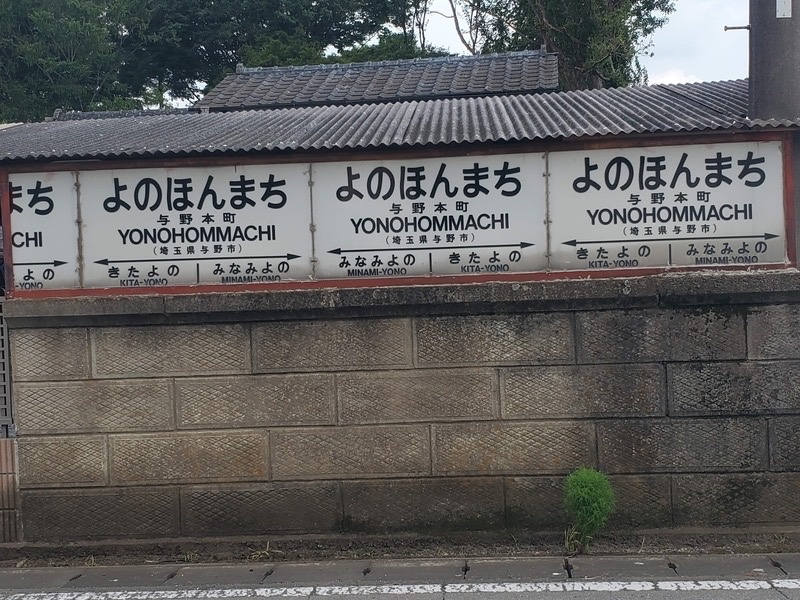 まち
CHI
よの
-YONO
よのほんまち
与野本町
YONOHOMMACHI
(埼玉県与野市)
きたよの みなみよの
KITA-YONO MINAMI-YONO
よのほんまち
与野本町
YONOHOMMACHI
(埼玉県与野市)
みなみよの きたよの
MINAMI-YONO KITA-YONO
よのほんまち
与野本町
YONOHOMMACHI
(埼玉県与野市)
きたよの みなみよの
KITA-YONO MINAMI-YONO